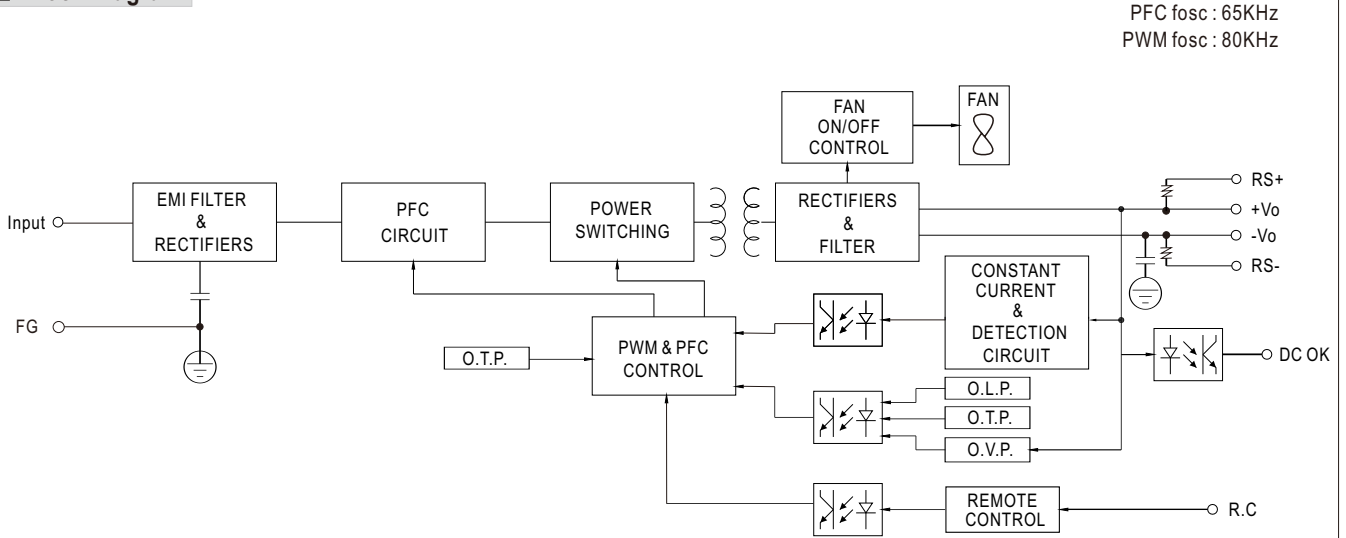 PFC fosc : 65KHz
PWM fosc : 80KHz
FAN
ON/OFF
CONTROL
FAN
EMI FILTER
&
RECTIFIERS
PFC
CIRCUIT
POWER
SWITCHING
RECTIFIERS
&
FILTER
RS+
+Vo
-Vo
RS-
Input
FG
CONSTANT
CURRENT
&
DETECTION
CIRCUIT
O.T.P.
PWM & PFC
CONTROL
DC OK
O.L.P.
O.T.P.
O.V.P.
REMOTE
CONTROL
R.C